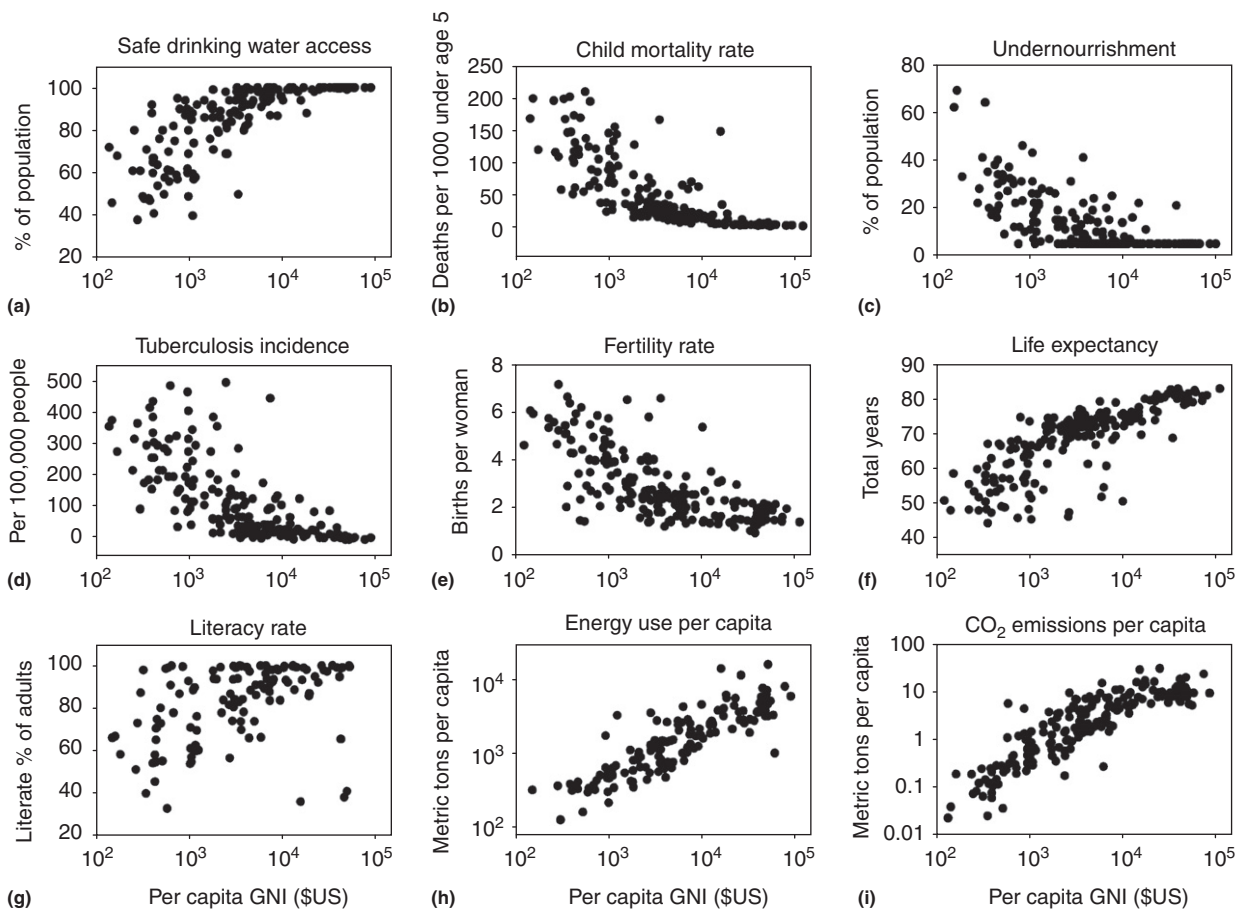 Safe drinking water access
% of population
100
80
60
40
20
10²
10³
10⁴
10⁵
(a)
Child mortality rate
Deaths per 1000 under age 5
250
200
150
100
50
0
10²
10³
10⁴
10⁵
(b)
Undernourrishment
% of population
80
60
40
20
0
10²
10³
10⁴
10⁵
(c)
Tuberculosis incidence
Per 100,000 people
500
400
300
200
100
0
10²
10³
10⁴
10⁵
(d)
Fertility rate
Births per woman
8
6
4
2
0
10²
10³
10⁴
10⁵
(e)
Life expectancy
Total years
90
80
70
60
50
40
10²
10³
10⁴
10⁵
(f)
Literacy rate
Literate % of adults
100
80
60
40
20
10²
10³
10⁴
10⁵
(g)
Per capita GNI ($US)
Energy use per capita
Metric tons per capita
10⁴
10³
10²
10²
10³
10⁴
10⁵
(h)
Per capita GNI ($US)
CO₂ emissions per capita
Metric tons per capita
100
10
1
0.1
0.01
10²
10³
10⁴
10⁵
(i)
Per capita GNI ($US)